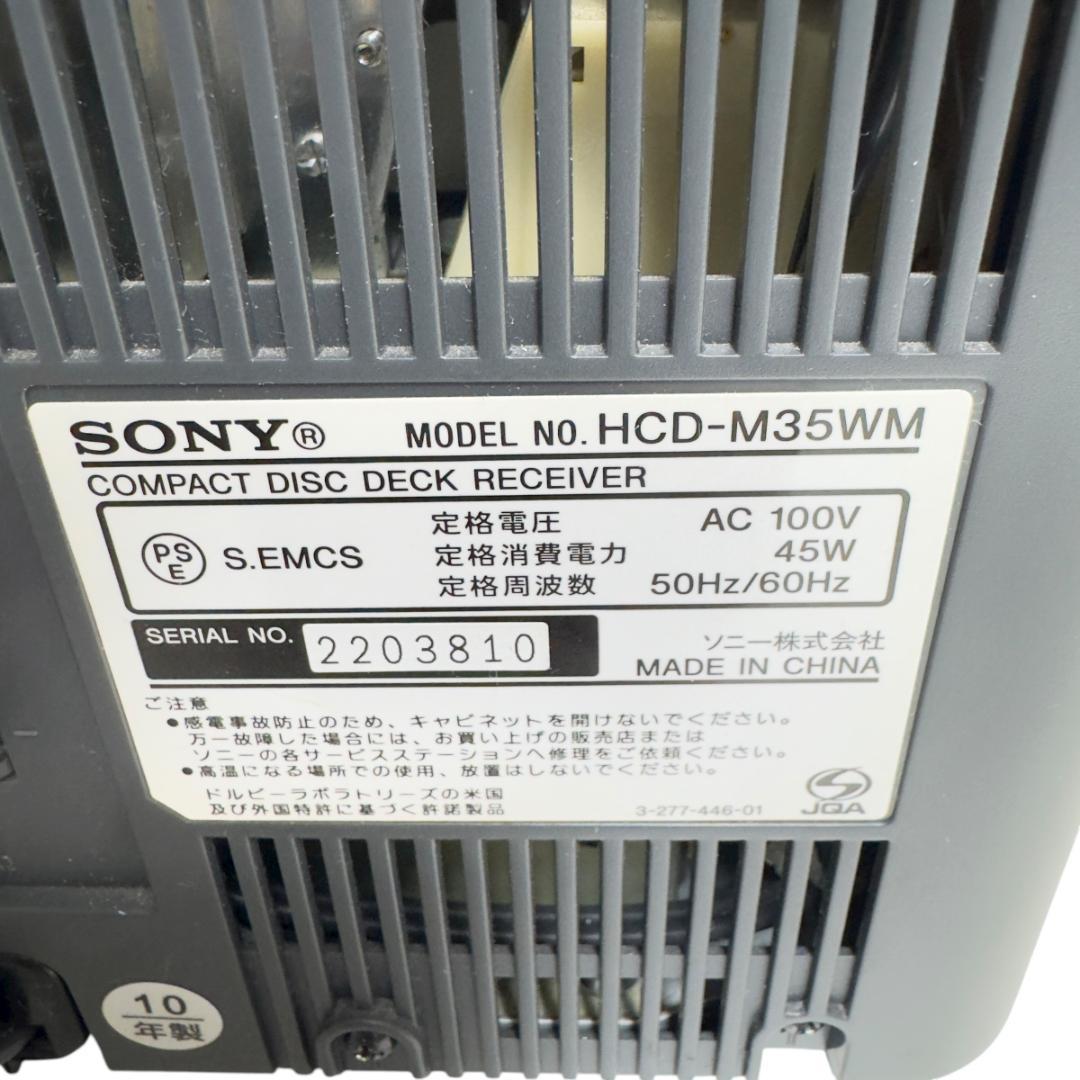 SONY® MODEL NO. HCD-M35WM
COMPACT DISC DECK RECEIVER
PSE S.EMCS
定格電圧 AC 100V
定格消費電力 45W
定格周波数 50Hz/60Hz
SERIAL NO. 2203810
ソニー株式会社
MADE IN CHINA
ご注意
●感電事故防止のため、キャビネットを開けないでください。
万一故障した場合には、お買い上げの販売店または
ソニーの各サービスステーションへ修理をご依頼ください。
●高温になる場所での使用、放置はしないでください。
ドルビーラボラトリーズの米国
及び外国特許に基づく許諾製品
3-277-446-01
JQA
10
年製